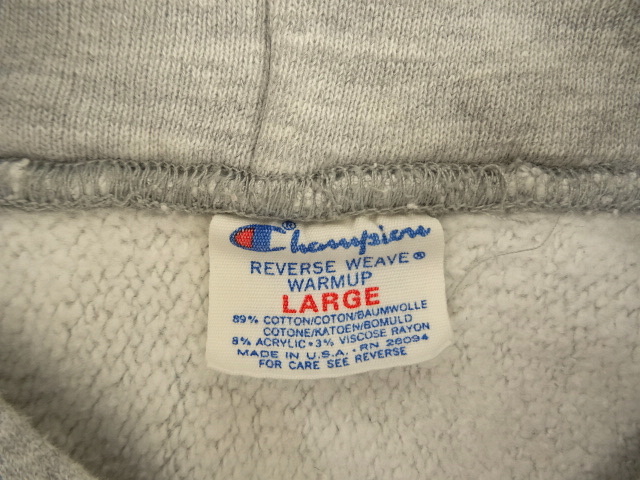 Champion®
REVERSE WEAVE®
WARMUP
LARGE
89% COTTON/COTON/BAUMWOLLE
COTONE/KATOEN/BOMULD
8% ACRYLIC • 3% VISCOSE RAYON
MADE IN U.S.A. • RN 26094
FOR CARE SEE REVERSE